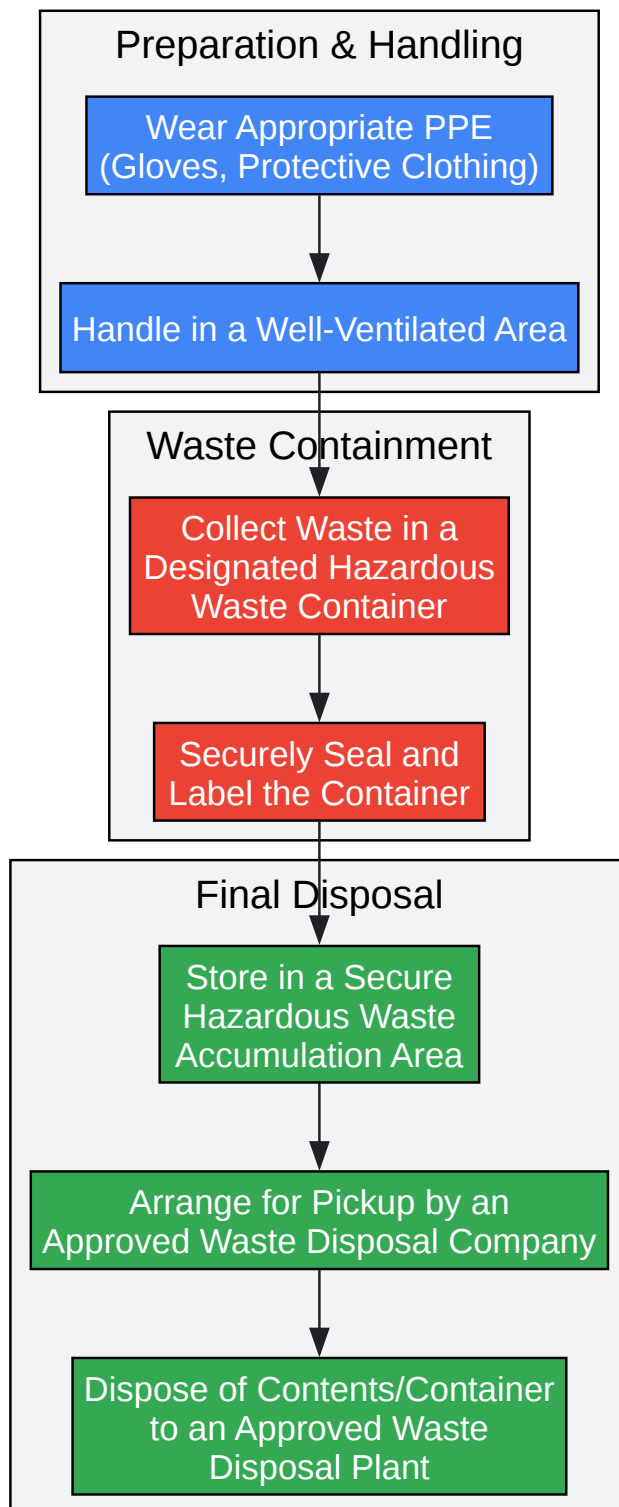 Preparation & Handling
Wear Appropriate PPE
(Gloves, Protective Clothing)
Handle in a Well-Ventilated Area
Waste Containment
Collect Waste in a
Designated Hazardous
Waste Container
Securely Seal and
Label the Container
Final Disposal
Store in a Secure
Hazardous Waste
Accumulation Area
Arrange for Pickup by an
Approved Waste Disposal Company
Dispose of Contents/Container
to an Approved Waste
Disposal Plant